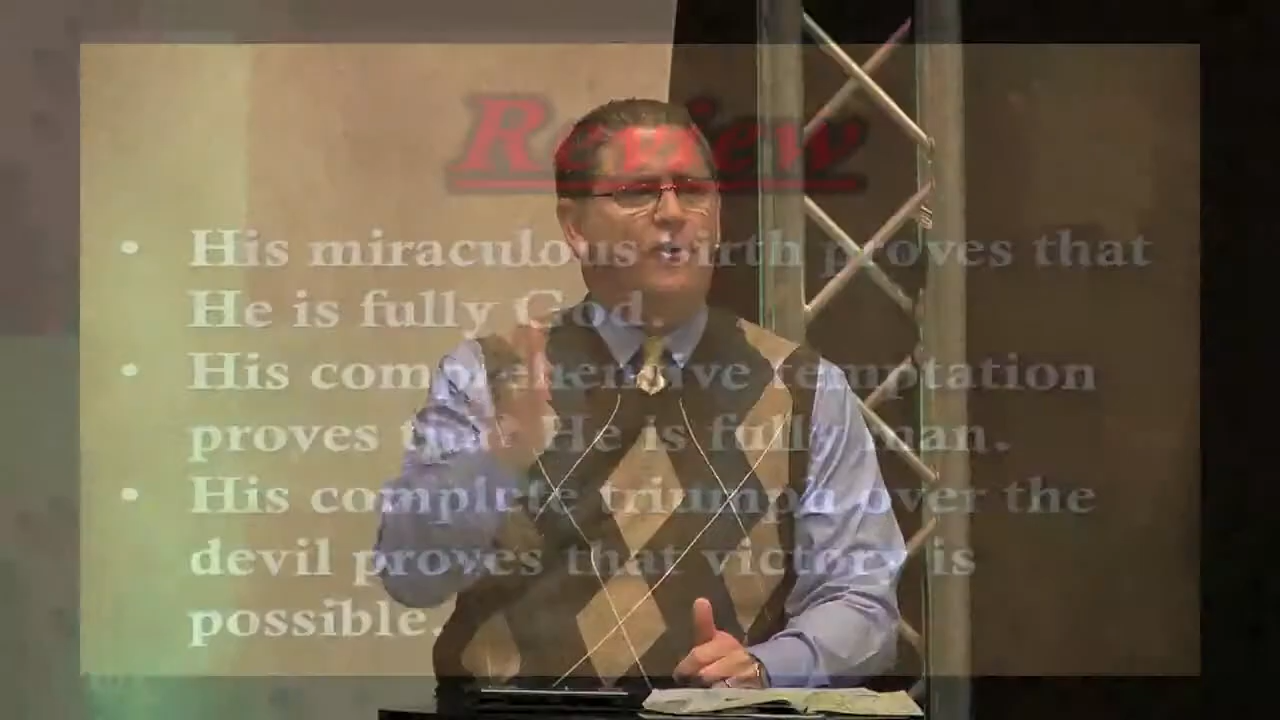 Review
• His miraculous birth proves that
He is fully God.
• His comprehensive temptation
proves that He is fully man.
• His complete triumph over the
devil proves that victory is
possible.